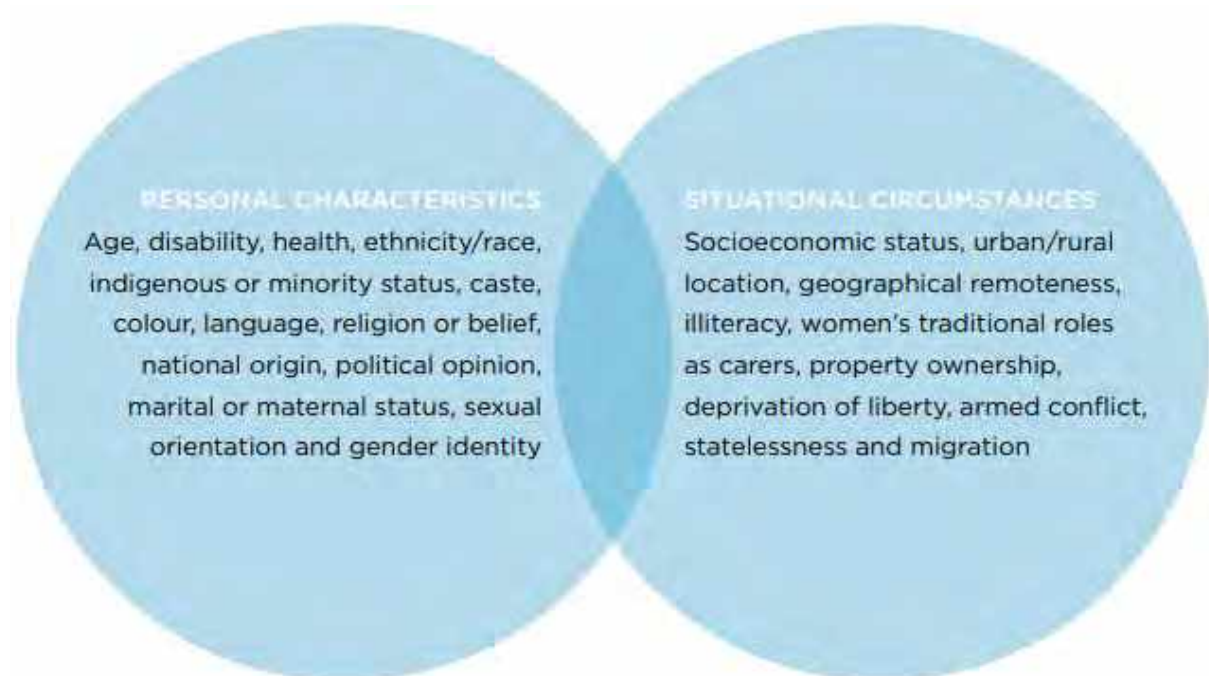 PERSONAL CHARACTERISTICS
Age, disability, health, ethnicity/race,
indigenous or minority status, caste,
colour, language, religion or belief,
national origin, political opinion,
marital or maternal status, sexual
orientation and gender identity
SITUATIONAL CIRCUMSTANCES
Socioeconomic status, urban/rural
location, geographical remoteness,
illiteracy, women's traditional roles
as carers, property ownership,
deprivation of liberty, armed conflict,
statelessness and migration